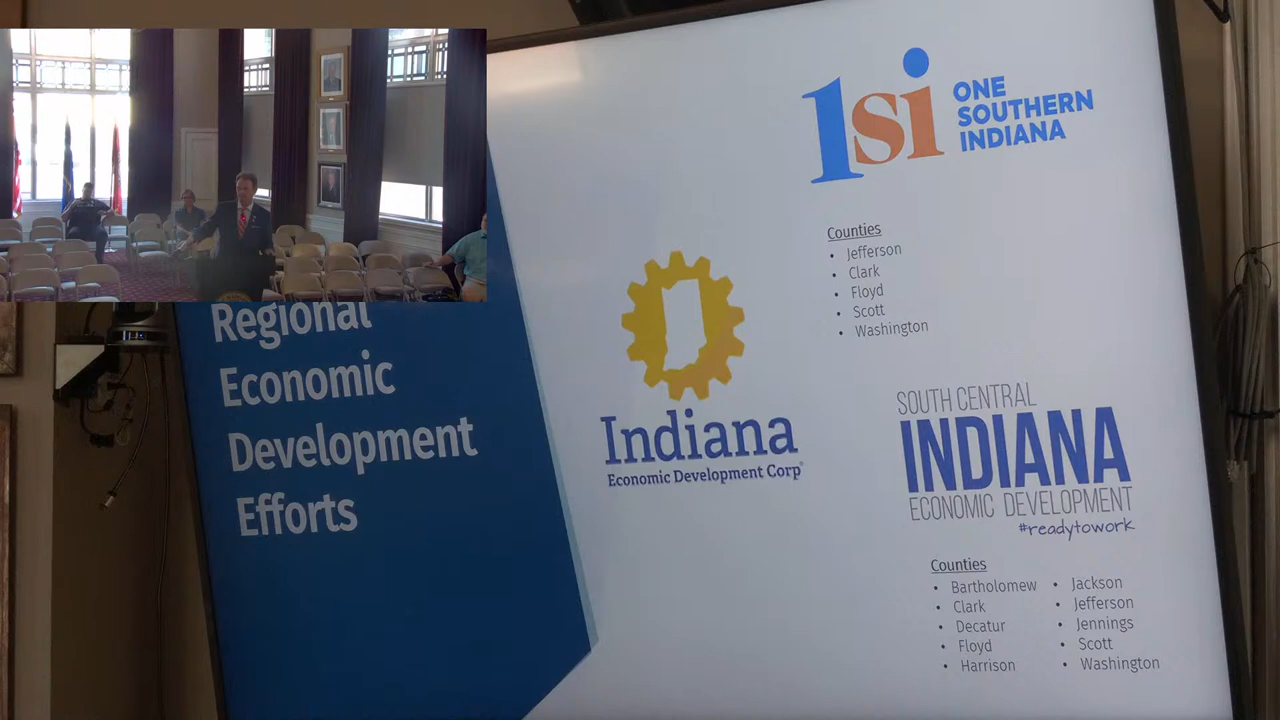 Regional
Economic
Development
Efforts
Indiana
Economic Development Corp
1si
ONE
SOUTHERN
INDIANA
Counties
• Jefferson
• Clark
• Floyd
• Scott
• Washington
SOUTH CENTRAL
INDIANA
ECONOMIC DEVELOPMENT
#readytowork
Counties
• Bartholomew
• Clark
• Decatur
• Floyd
• Harrison
• Jackson
• Jefferson
• Jennings
• Scott
• Washington